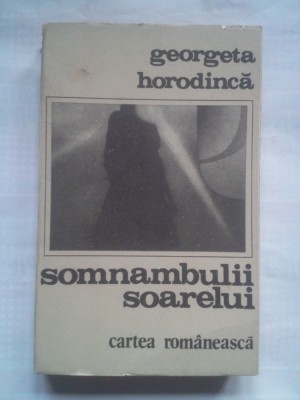 georgeta
horodincă
somnambulii
soarelui
cartea românească